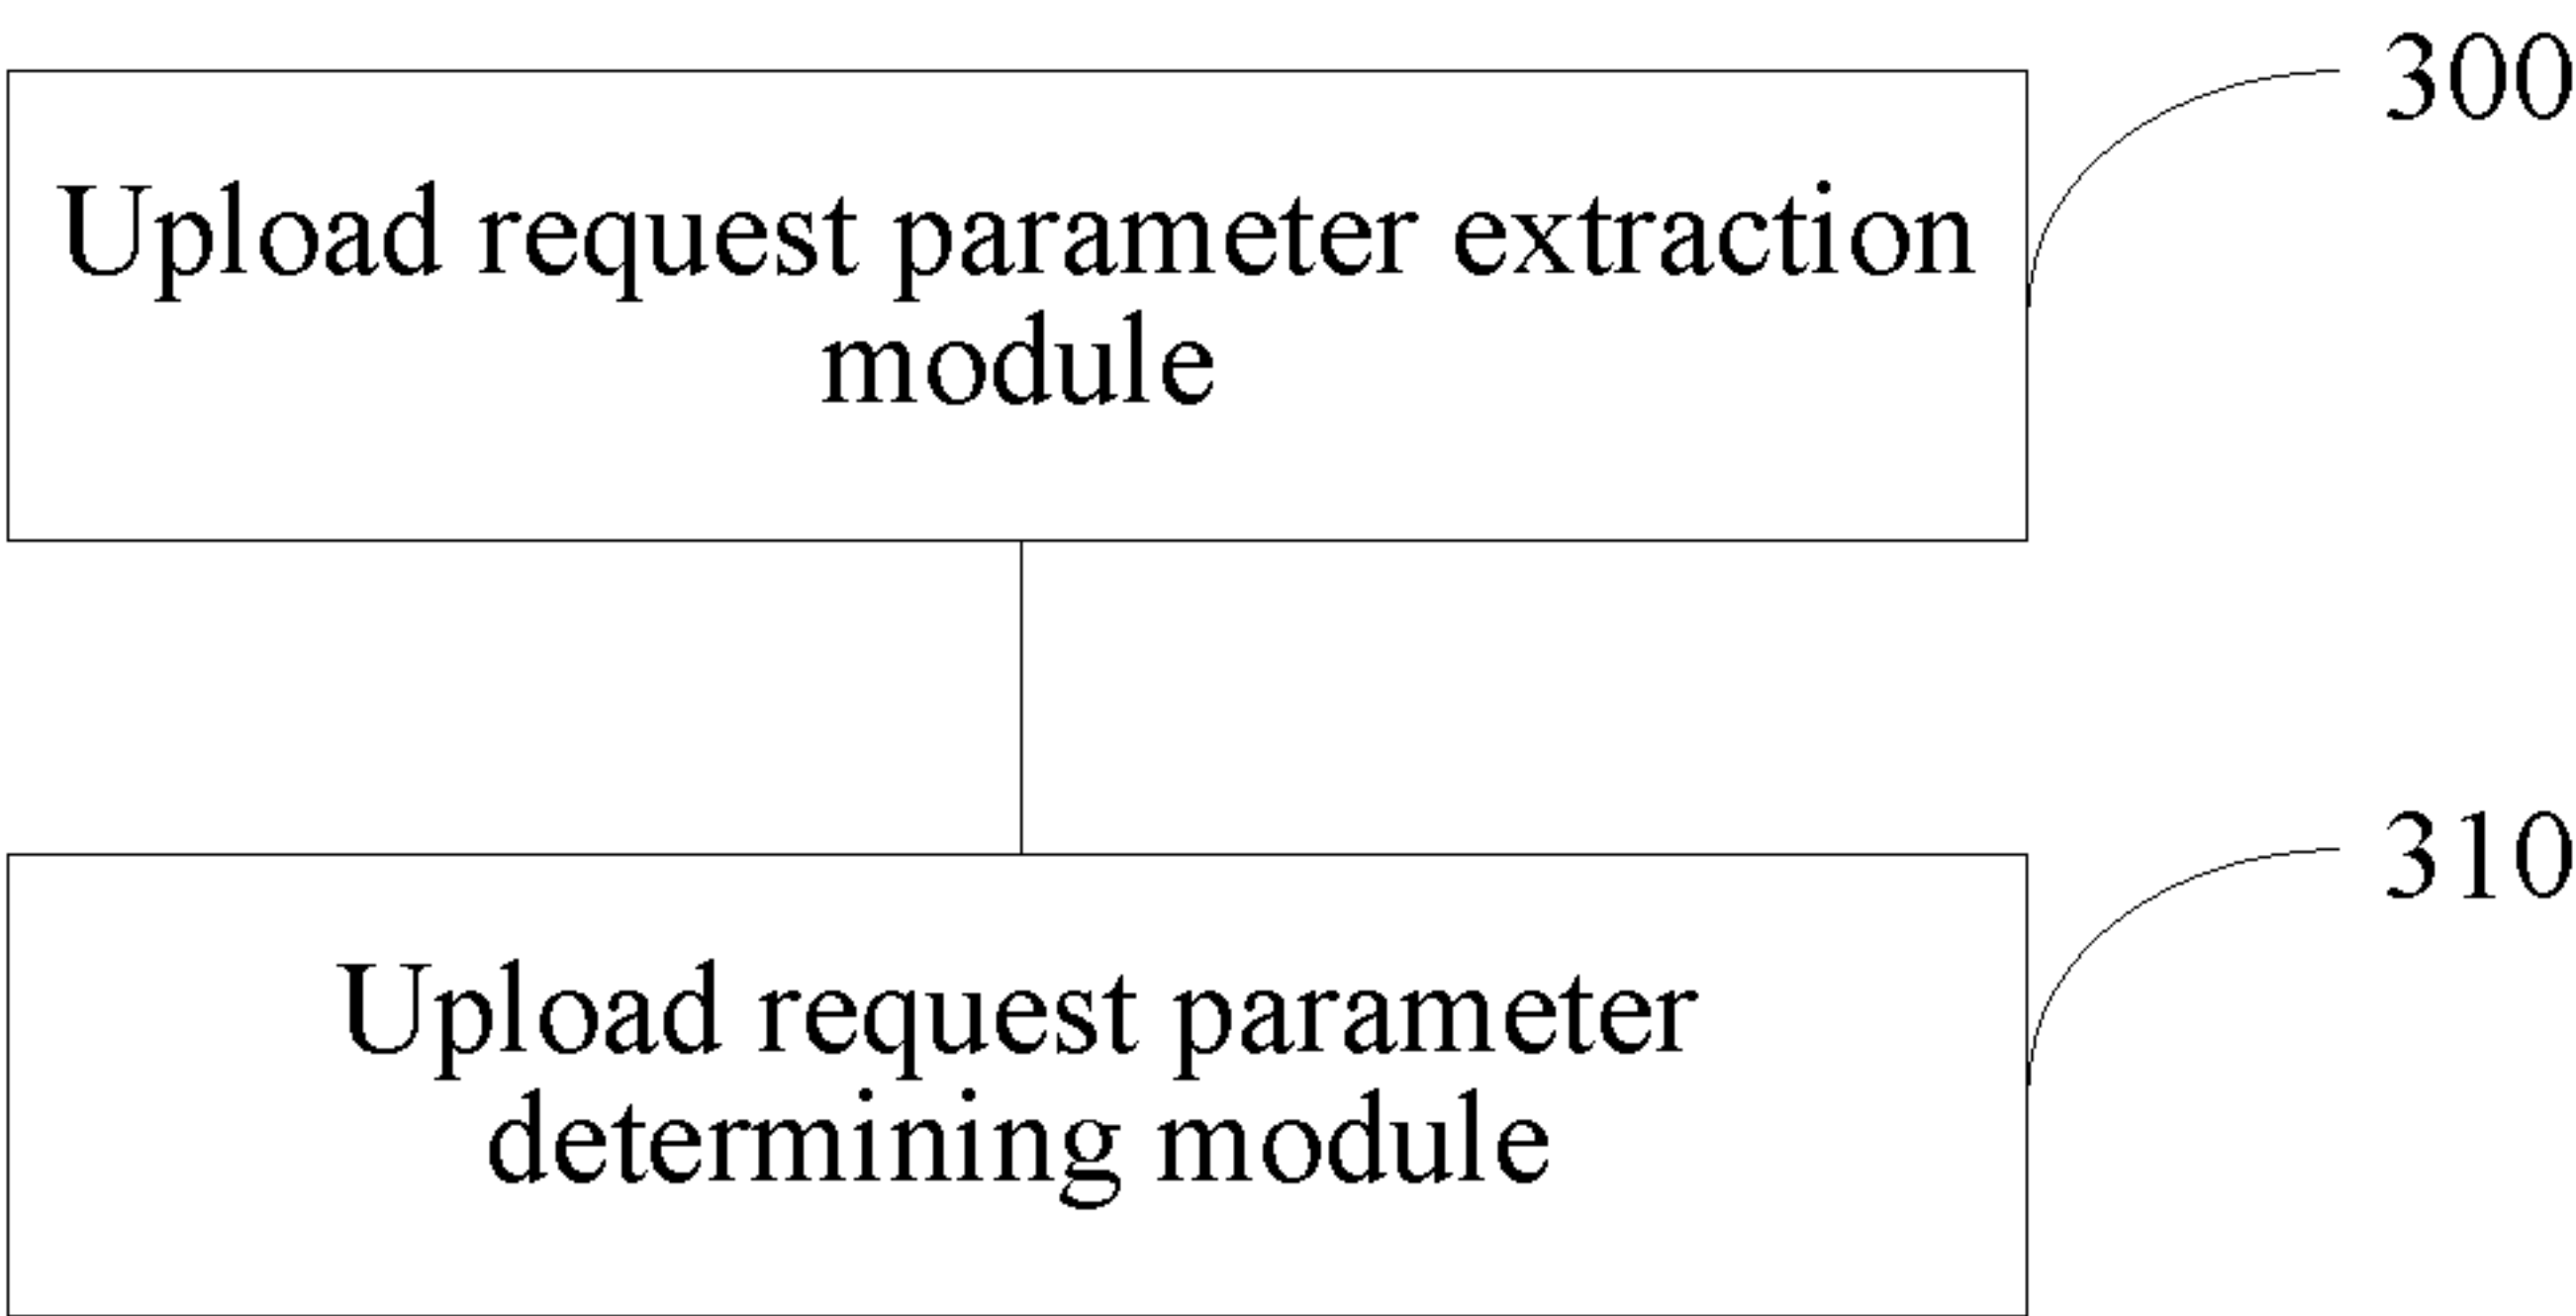 300
Upload request parameter extraction
module
310
Upload request parameter
determining module